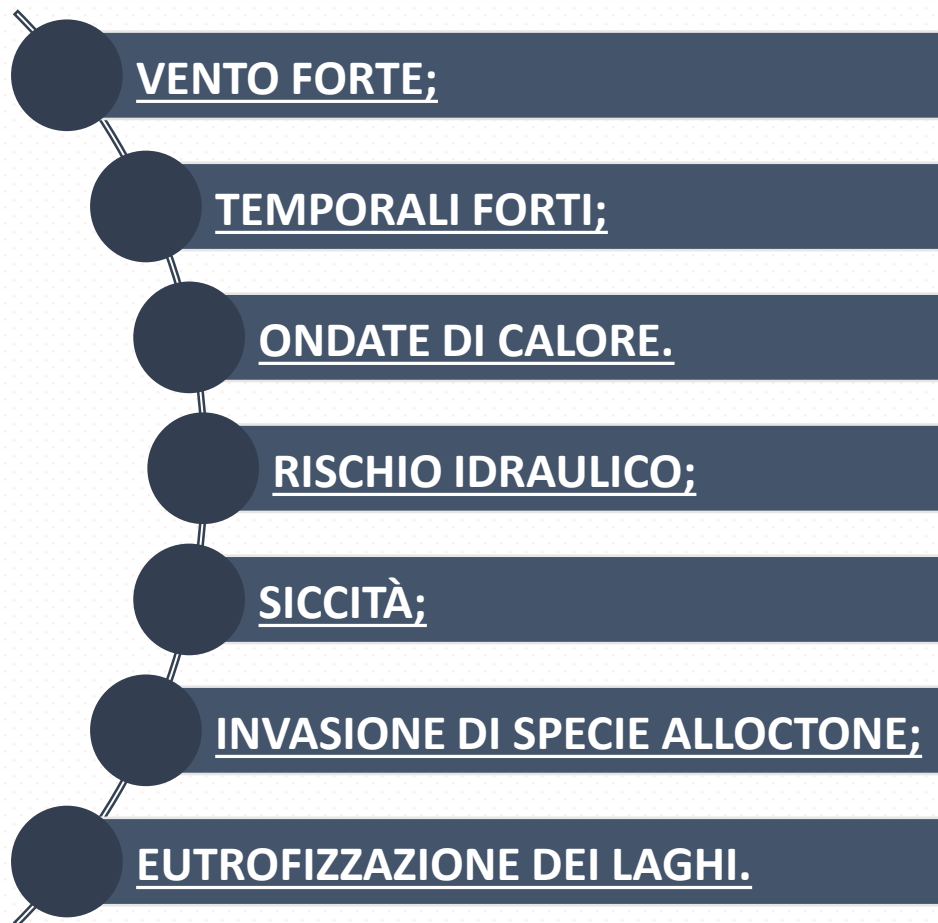 VENTO FORTE;
TEMPORALI FORTI;
ONDATE DI CALORE.
RISCHIO IDRAULICO;
SICCITÀ;
INVASIONE DI SPECIE ALLOCTONE;
EUTROFIZZAZIONE DEI LAGHI.